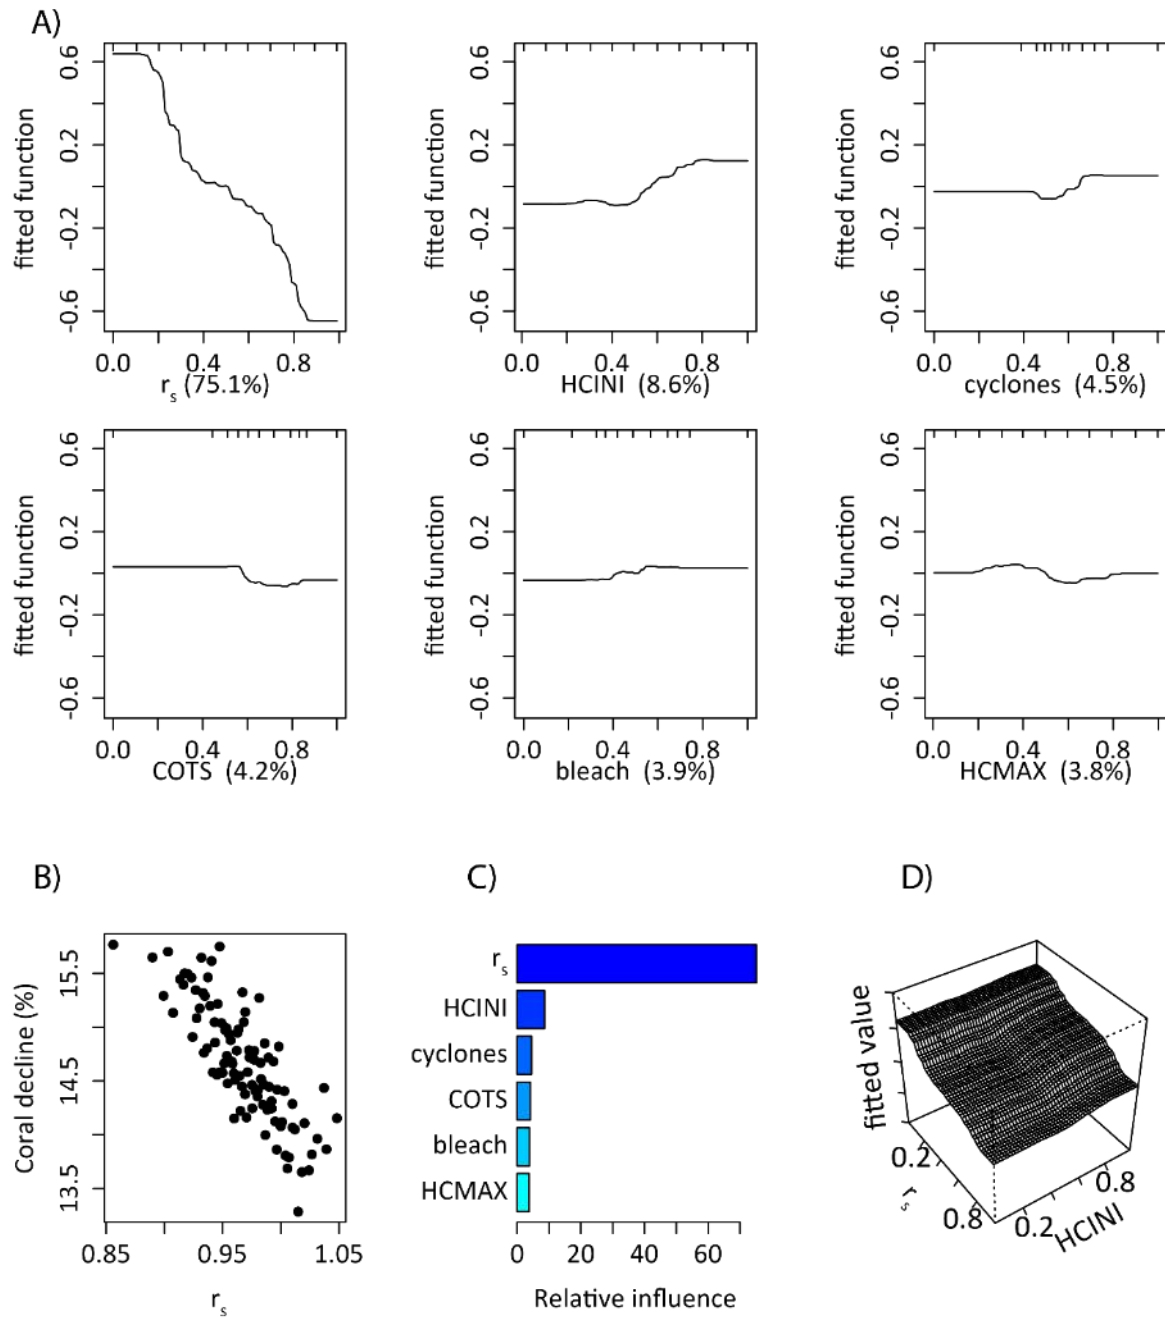 A)
fitted function
0.6
0.2
-0.2
-0.6
0.0 0.4 0.8
rs (75.1%)
fitted function
0.6
0.2
-0.2
-0.6
0.0 0.4 0.8
HCINI (8.6%)
fitted function
0.6
0.2
-0.2
-0.6
0.0 0.4 0.8
cyclones (4.5%)
fitted function
0.6
0.2
-0.2
-0.6
0.0 0.4 0.8
COTS (4.2%)
fitted function
0.6
0.2
-0.2
-0.6
0.0 0.4 0.8
bleach (3.9%)
fitted function
0.6
0.2
-0.2
-0.6
0.0 0.4 0.8
HCMAX (3.8%)
B)
Coral decline (%)
15.5
14.5
13.5
0.85 0.95 1.05
rs
C)
rs
HCINI
cyclones
COTS
bleach
HCMAX
0 20 40 60
Relative influence
D)
fitted value
0.2
rs
0.8
0.2
HCINI
0.8